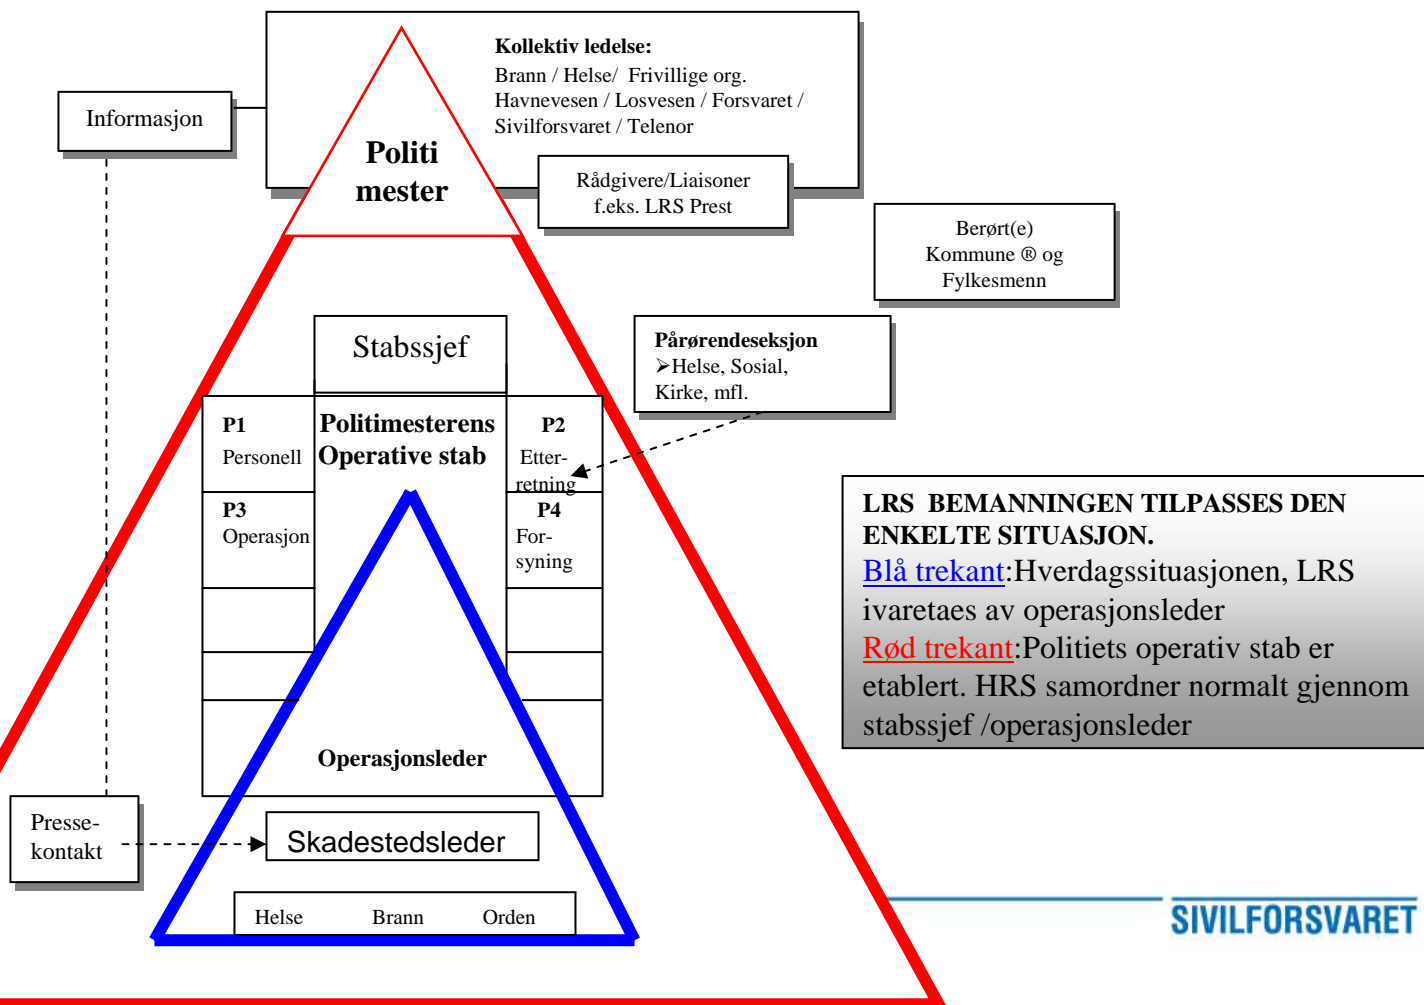 Kollektiv ledelse:
Brann / Helse/ Frivillige org.
Havnevesen / Losvesen / Forsvaret /
Sivilforsvaret / Telenor
Informasjon
Politi
mester
Rådgivere/Liaisoner
f.eks. LRS Prest
Berørt(e)
Kommune ® og
Fylkesmenn
Stabssjef
Pårørendeseksjon
➢Helse, Sosial,
Kirke, mfl.
P1
Personell
Politimesterens
Operative stab
P2
Etter-
retning
P3
Operasjon
P4
For-
syning
LRS BEMANNINGEN TILPASSES DEN
ENKELTE SITUASJON.
Blå trekant:Hverdagssituasjonen, LRS
ivaretaes av operasjonsleder
Rød trekant:Politiets operativ stab er
etablert. HRS samordner normalt gjennom
stabssjef /operasjonsleder
Operasjonsleder
Presse-
kontakt
Skadestedsleder
Helse Brann Orden
SIVILFORSVARET